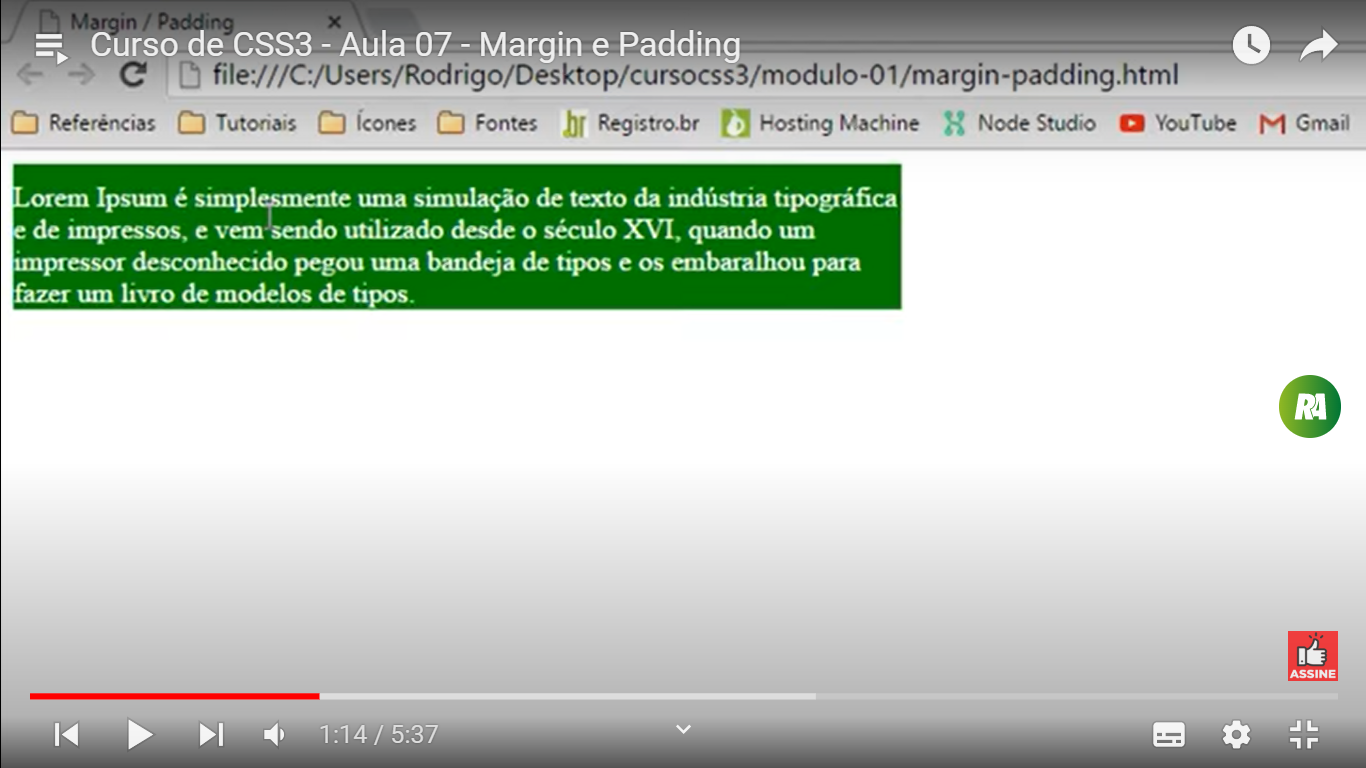 Margin / Padding
Curso de CSS3 - Aula 07 - Margin e Padding
file:///C:/Users/Rodrigo/Desktop/cursocss3/modulo-01/margin-padding.html
Referências Tutoriais Ícones Fontes br Registro.br Hosting Machine Node Studio YouTube Gmail
Lorem Ipsum é simplesmente uma simulação de texto da indústria tipográfica
e de impressos, e vem sendo utilizado desde o século XVI, quando um
impressor desconhecido pegou uma bandeja de tipos e os embaralhou para
fazer um livro de modelos de tipos.
RA
ASSINE
1:14 / 5:37